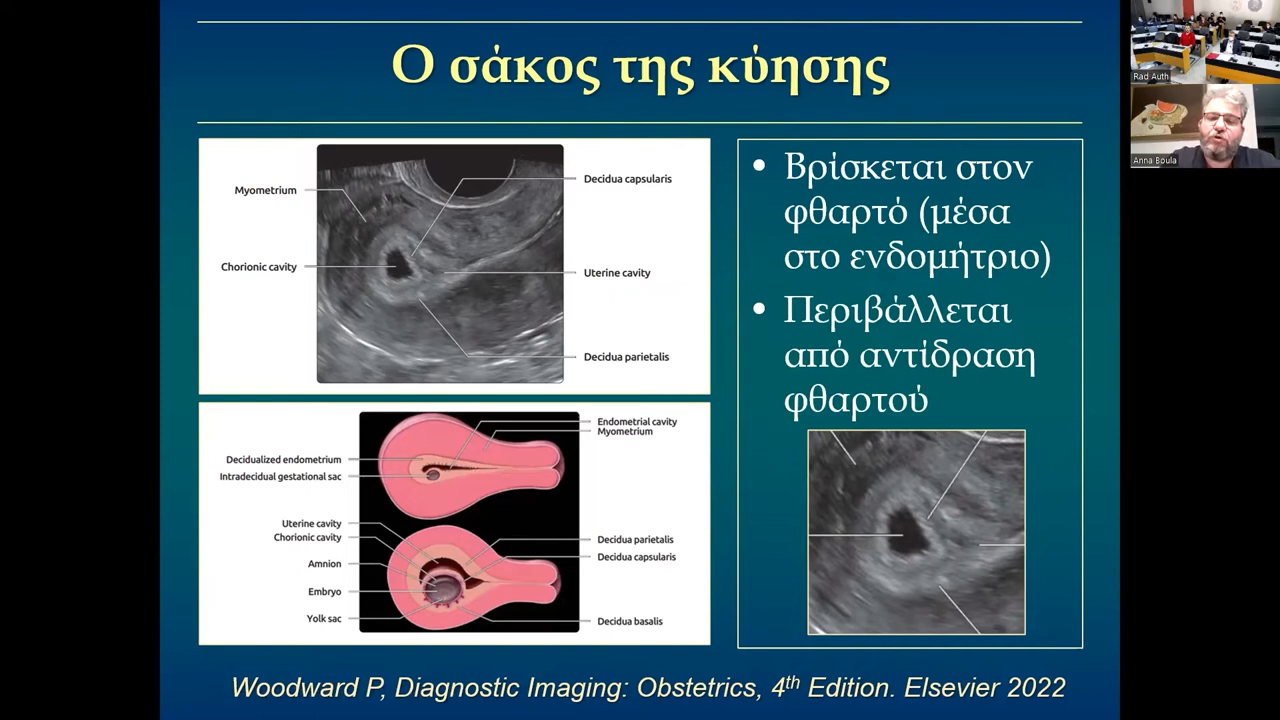 Ο σάκος της κύησης
Myometrium
Decidua capsularis
Chorionic cavity
Uterine cavity
Decidua parietalis
Endometrial cavity
Myometrium
Decidualized endometrium
Intradecidual gestational sac
Uterine cavity
Chorionic cavity
Decidua parietalis
Decidua capsularis
Amnion
Embryo
Yolk sac
Decidua basalis
• Βρίσκεται στον
φθαρτό (μέσα
στο ενδομήτριο)
• Περιβάλλεται
από αντίδραση
φθαρτού
Woodward P, Diagnostic Imaging: Obstetrics, 4th Edition. Elsevier 2022
Rad Auth
Anna Boula